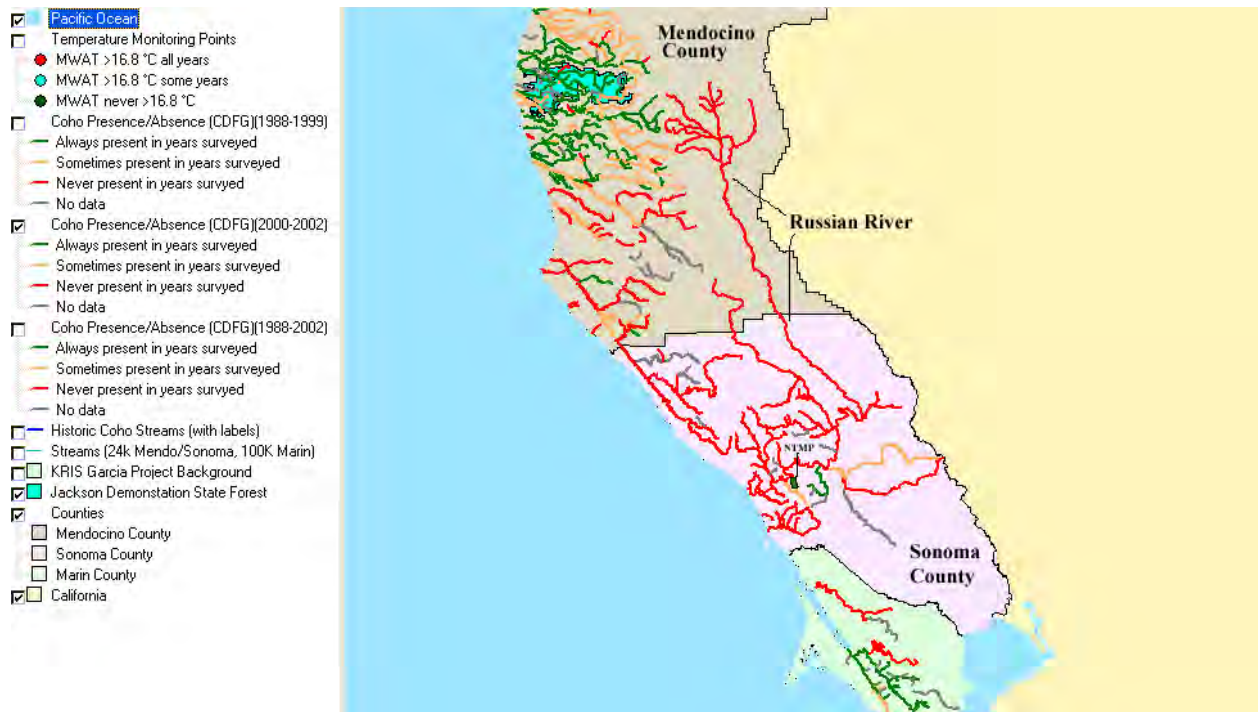 Pacific Ocean
Temperature Monitoring Points
MWAT >16.8 °C all years
MWAT >16.8 °C some years
MWAT never >16.8 °C
Coho Presence/Absence (CDFG)(1988-1999)
Always present in years surveyed
Sometimes present in years surveyed
Never present in years survyed
No data
Coho Presence/Absence (CDFG)(2000-2002)
Always present in years surveyed
Sometimes present in years surveyed
Never present in years survyed
No data
Coho Presence/Absence (CDFG)(1988-2002)
Always present in years surveyed
Sometimes present in years surveyed
Never present in years survyed
No data
Historic Coho Streams (with labels)
Streams (24k Mendo/Sonoma, 100K Marin)
KRIS Garcia Project Background
Jackson Demonstation State Forest
Counties
Mendocino County
Sonoma County
Marin County
California
Mendocino
County
Russian River
NTMP
Sonoma
County